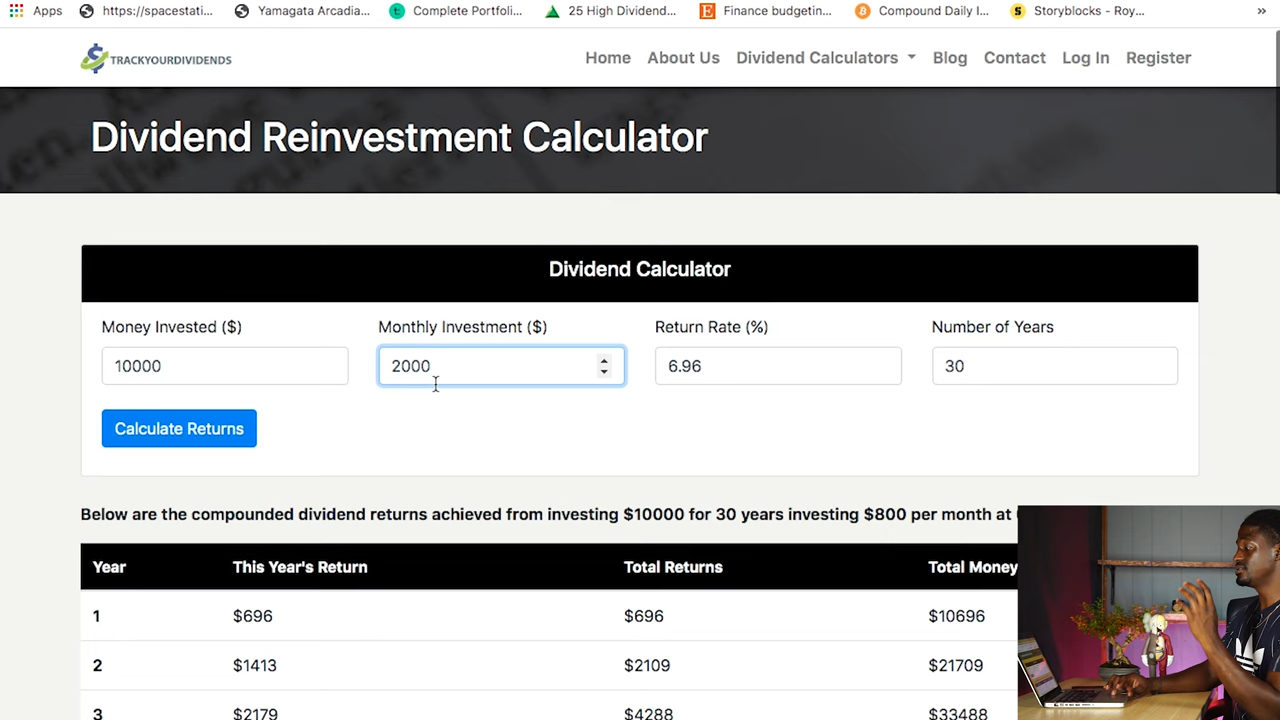 Apps https://spacestati... Yamagata Arcadia... Complete Portfoli... 25 High Dividend... Finance budgetin... Compound Daily I... Storyblocks - Roy... »
TRACKYOURDIVIDENDS Home About Us Dividend Calculators Blog Contact Log In Register
Dividend Reinvestment Calculator
Dividend Calculator
Money Invested ($) Monthly Investment ($) Return Rate (%) Number of Years
10000 2000 6.96 30
Calculate Returns
Below are the compounded dividend returns achieved from investing $10000 for 30 years investing $800 per month at
Year This Year's Return Total Returns Total Money
1 $696 $696 $10696
2 $1413 $2109 $21709
3 $2179 $4288 $33488